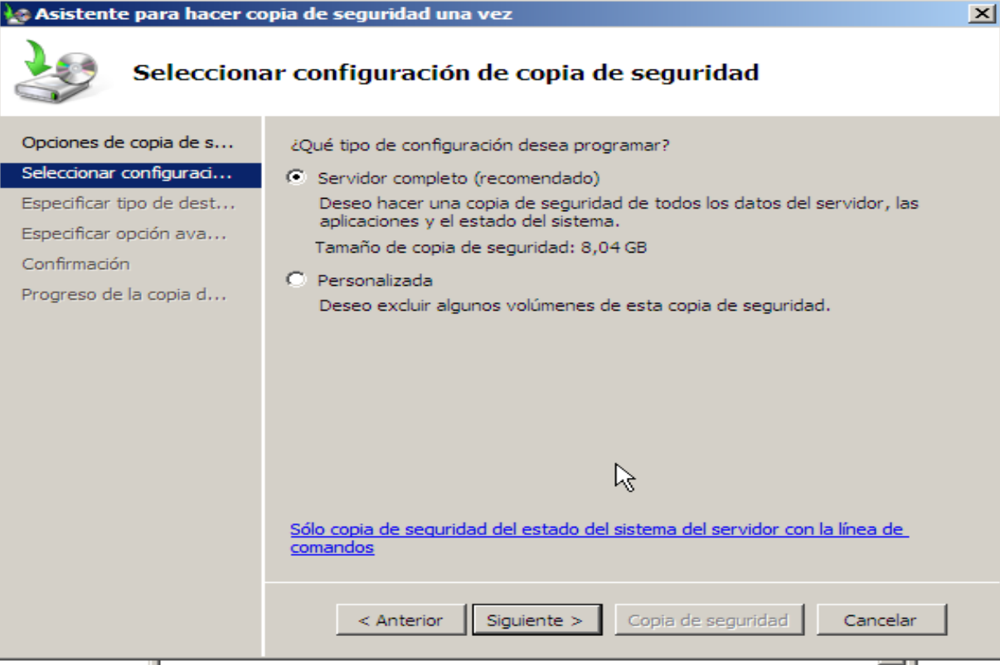 Asistente para hacer copia de seguridad una vez
Seleccionar configuración de copia de seguridad
Opciones de copia de s...
Seleccionar configuraci...
Especificar tipo de dest...
Especificar opción ava...
Confirmación
Progreso de la copia d...
¿Qué tipo de configuración desea programar?
Servidor completo (recomendado)
Deseo hacer una copia de seguridad de todos los datos del servidor, las
aplicaciones y el estado del sistema.
Tamaño de copia de seguridad: 8,04 GB
Personalizada
Deseo excluir algunos volúmenes de esta copia de seguridad.
Sólo copia de seguridad del estado del sistema del servidor con la línea de
comandos
< Anterior
Siguiente >
Copia de seguridad
Cancelar